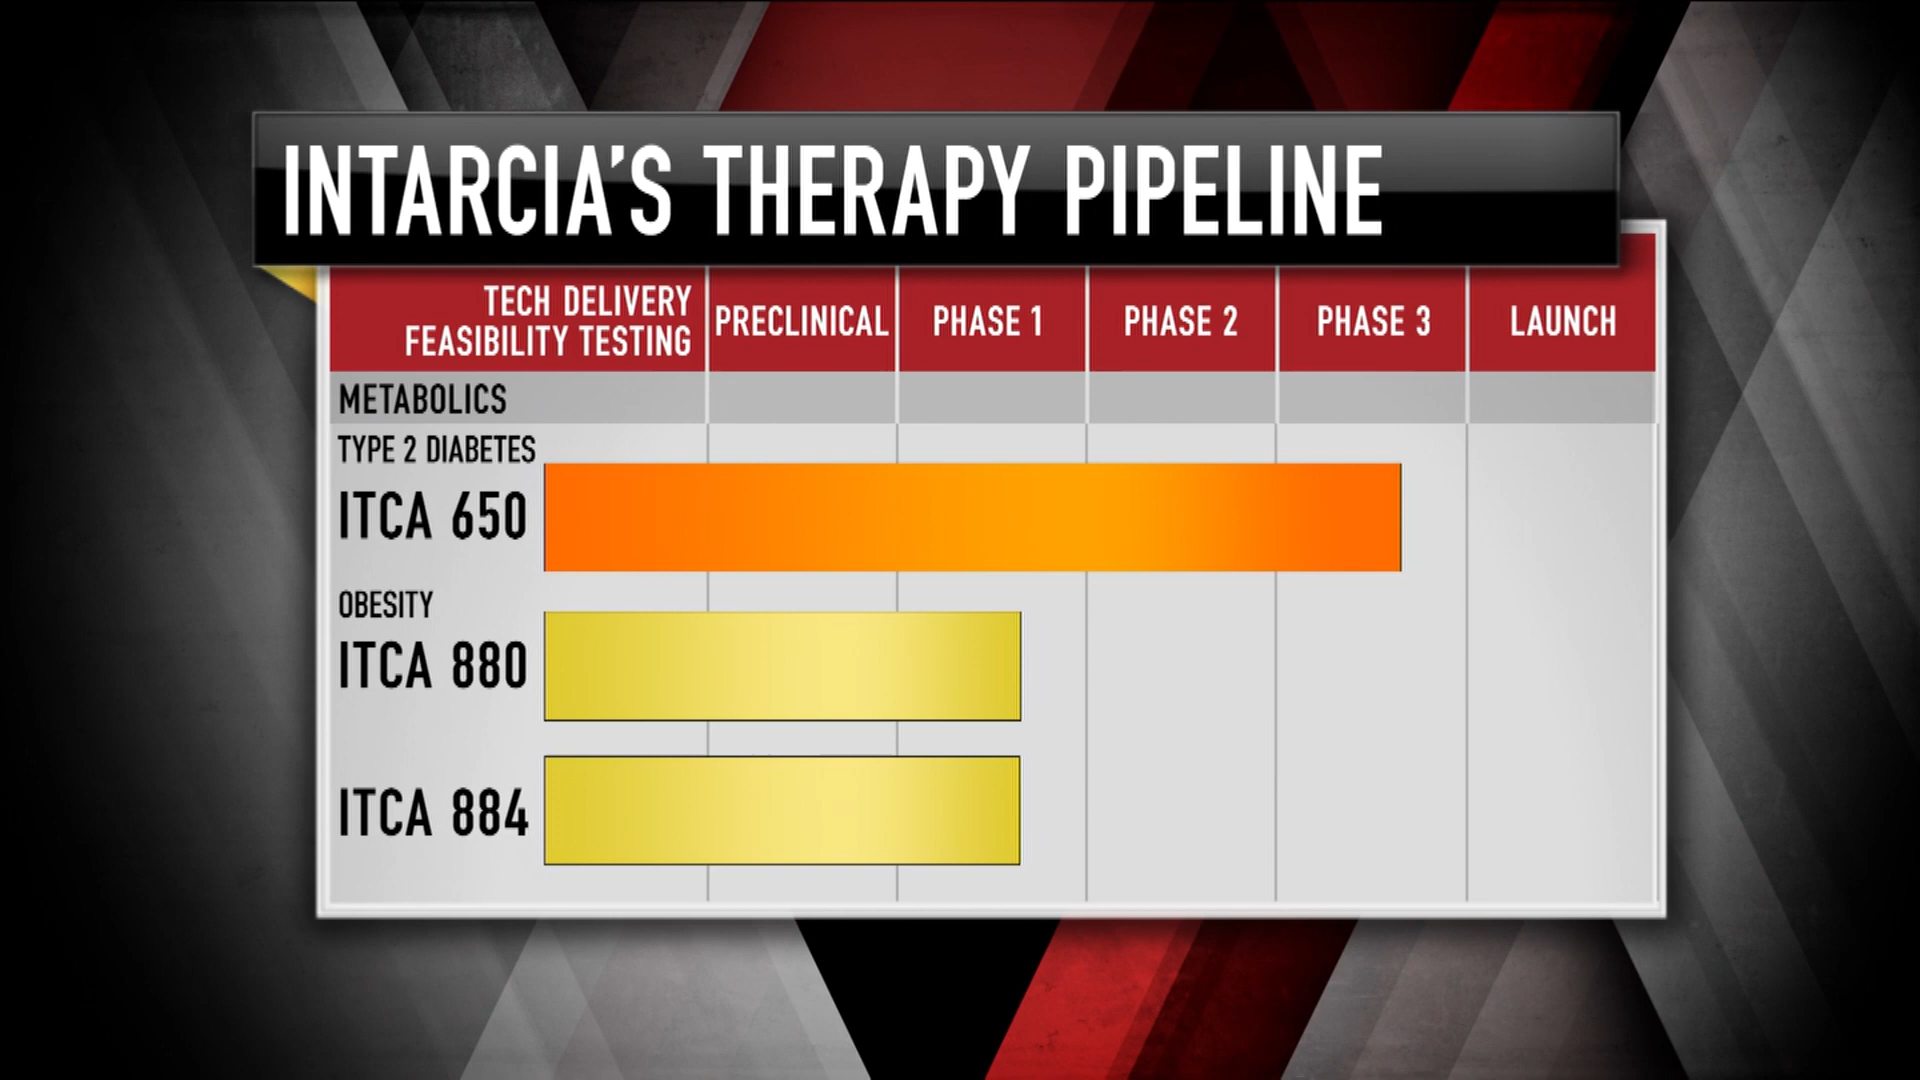 INTARCIA'S THERAPY PIPELINE
TECH DELIVERY
FEASIBILITY TESTING
PRECLINICAL
PHASE 1
PHASE 2
PHASE 3
LAUNCH
METABOLICS
TYPE 2 DIABETES
ITCA 650
OBESITY
ITCA 880
ITCA 884